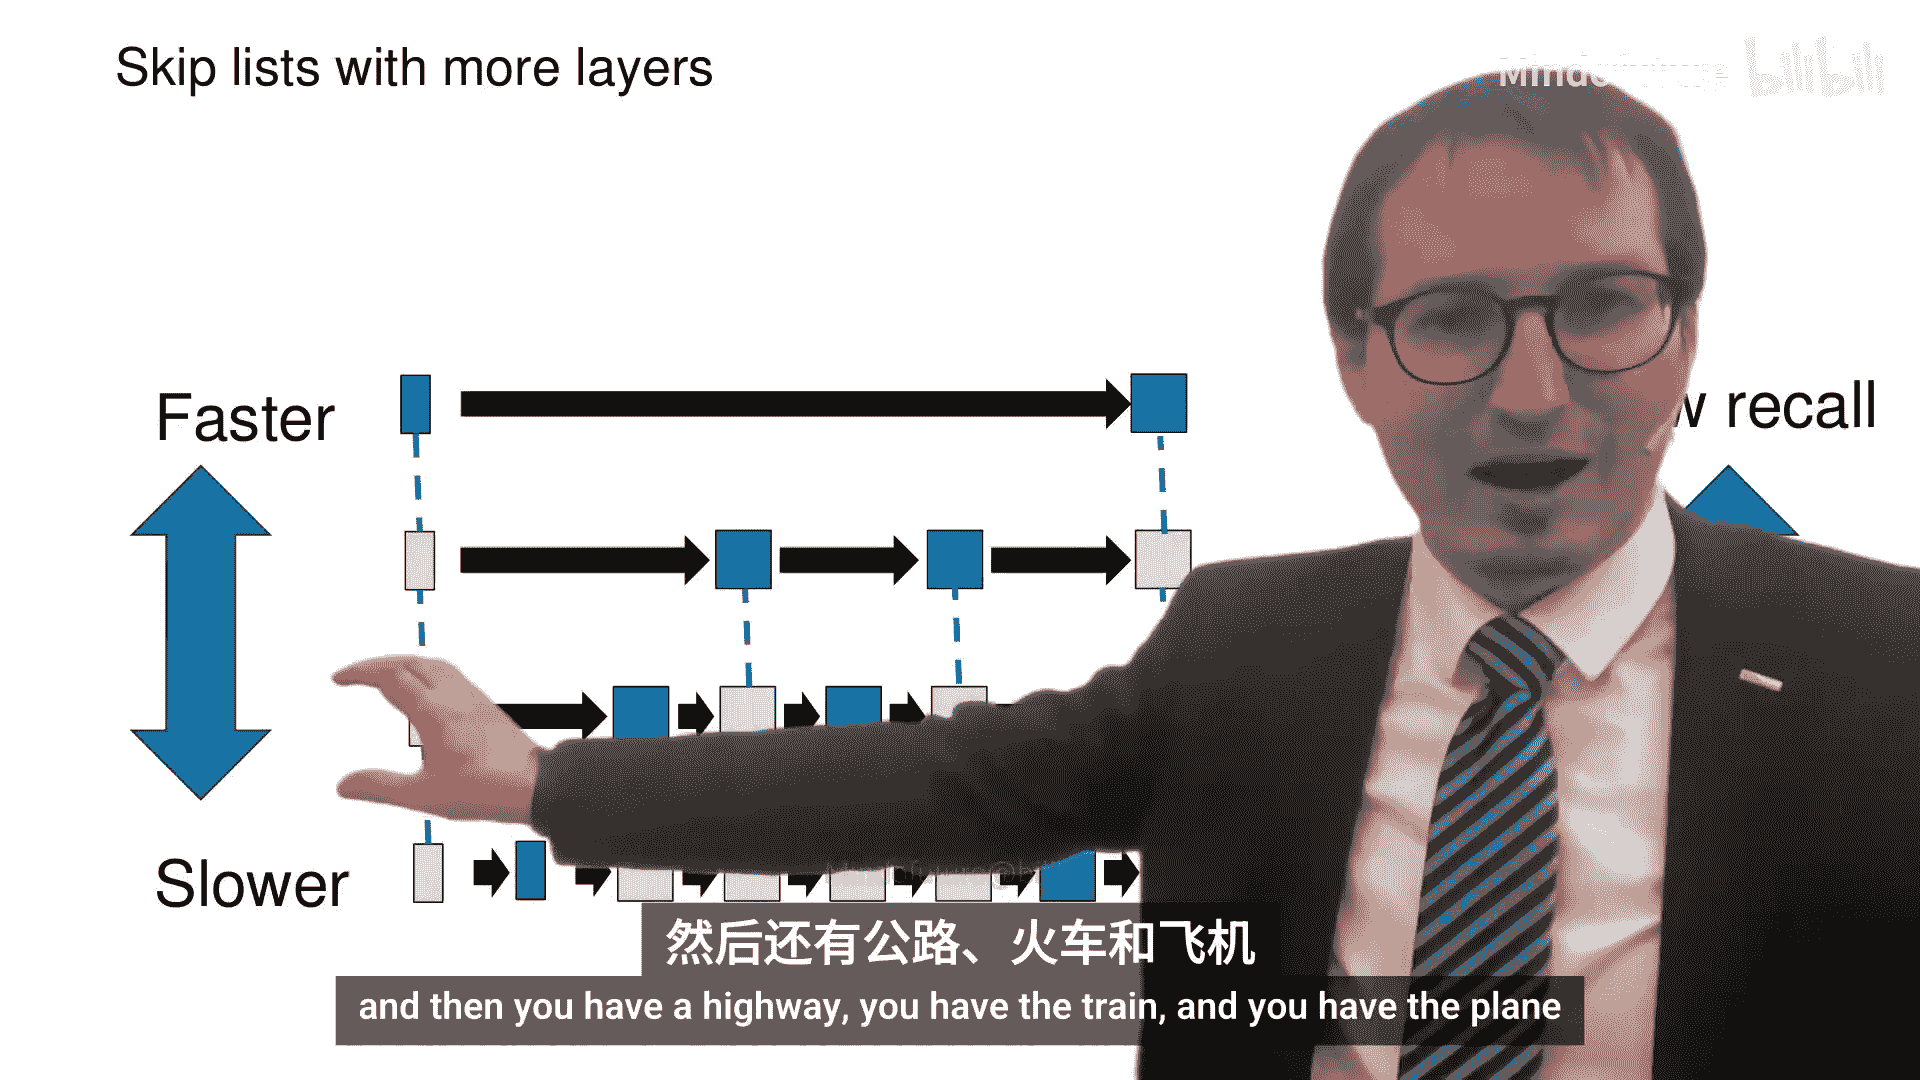 Skip lists with more layers
bilibili
Faster
recall
Slower
然后还有公路、火车和飞机
and then you have a highway, you have the train, and you have the plane